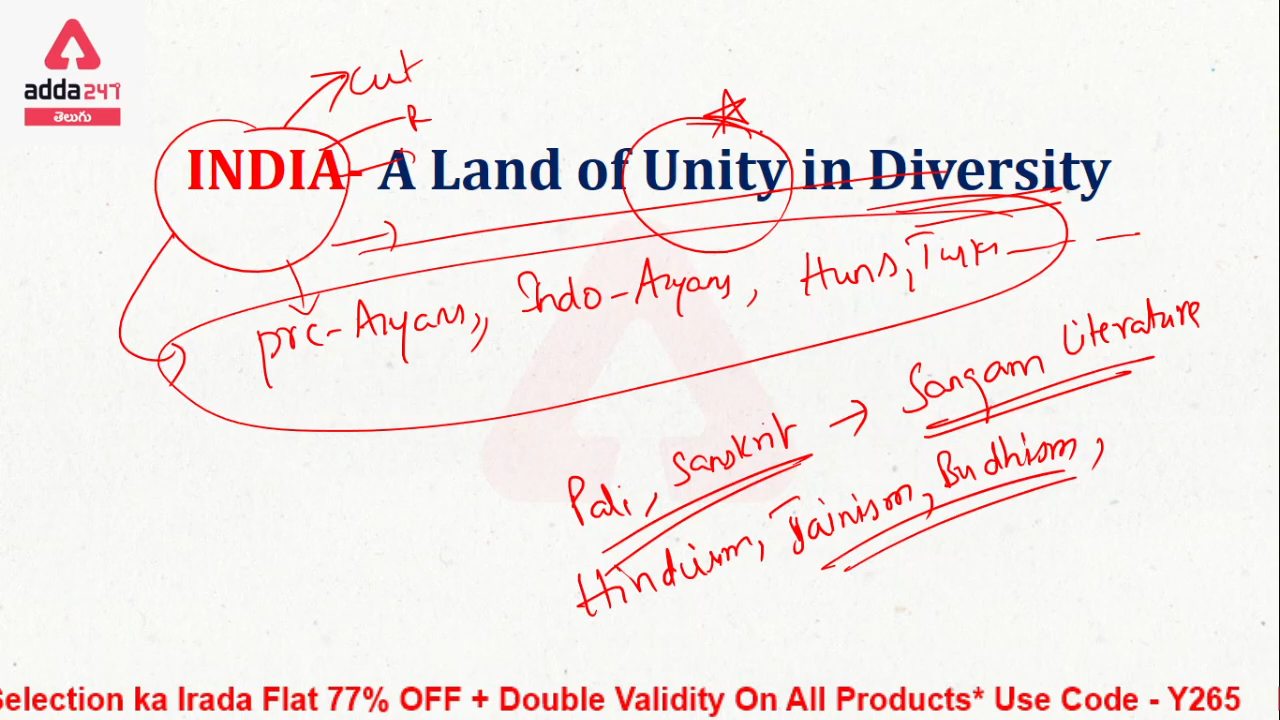 adda247
తెలుగు
cut
R
INDIA- A Land of Unity in Diversity
pre-Aryans, Indo-Aryans, Huns, Turks
Pali, Sanskrit → Sangam Literature
Hinduism, Jainism, Budhism,
Selection ka Irada Flat 77% OFF + Double Validity On All Products* Use Code - Y265